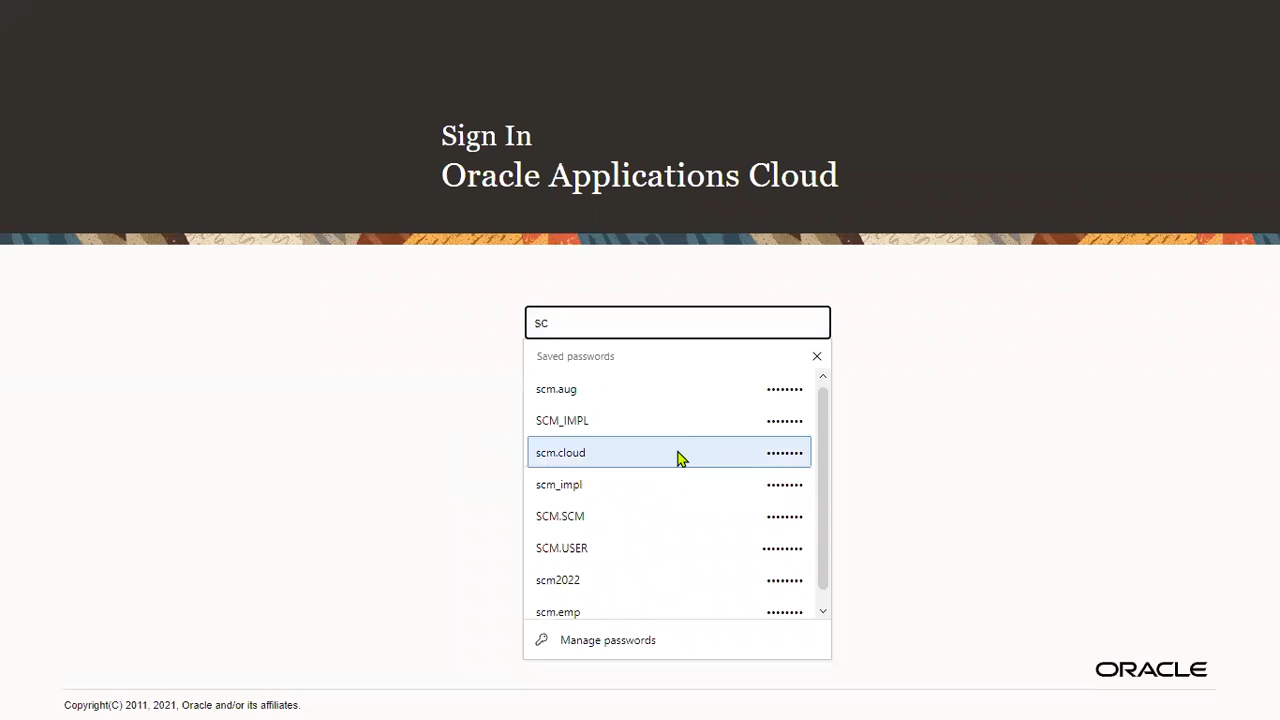 Sign In
Oracle Applications Cloud
sc
Saved passwords
scm.aug ••••••••
SCM_IMPL ••••••••
scm.cloud ••••••••
scm_impl ••••••••
SCM.SCM ••••••••
SCM.USER •••••••••
scm2022 ••••••••
scm.emp ••••••••
Manage passwords
ORACLE
Copyright(C) 2011, 2021, Oracle and/or its affiliates.